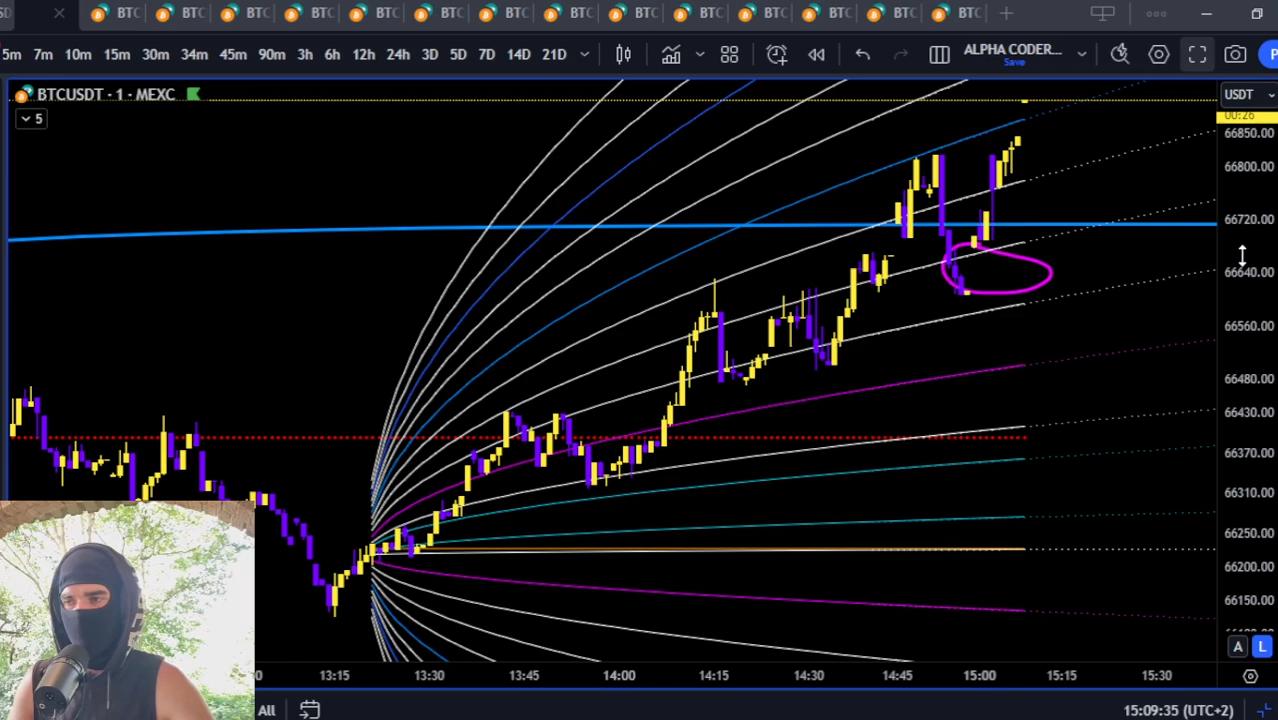 SD BTC BTC BTC BTC BTC BTC BTC BTC BTC BTC BTC BTC BTC BTC
5m 7m 10m 15m 30m 34m 45m 90m 3h 6h 12h 24h 3D 5D 7D 14D 21D ALPHA CODER... Save P
BTCUSDT · 1 · MEXC
USDT
5
00:26
66850.00
66800.00
66720.00
66640.00
66560.00
66480.00
66430.00
66370.00
66310.00
66250.00
66200.00
66150.00
A L
13:15 13:30 13:45 14:00 14:15 14:30 14:45 15:00 15:15 15:30
All
15:09:35 (UTC+2)